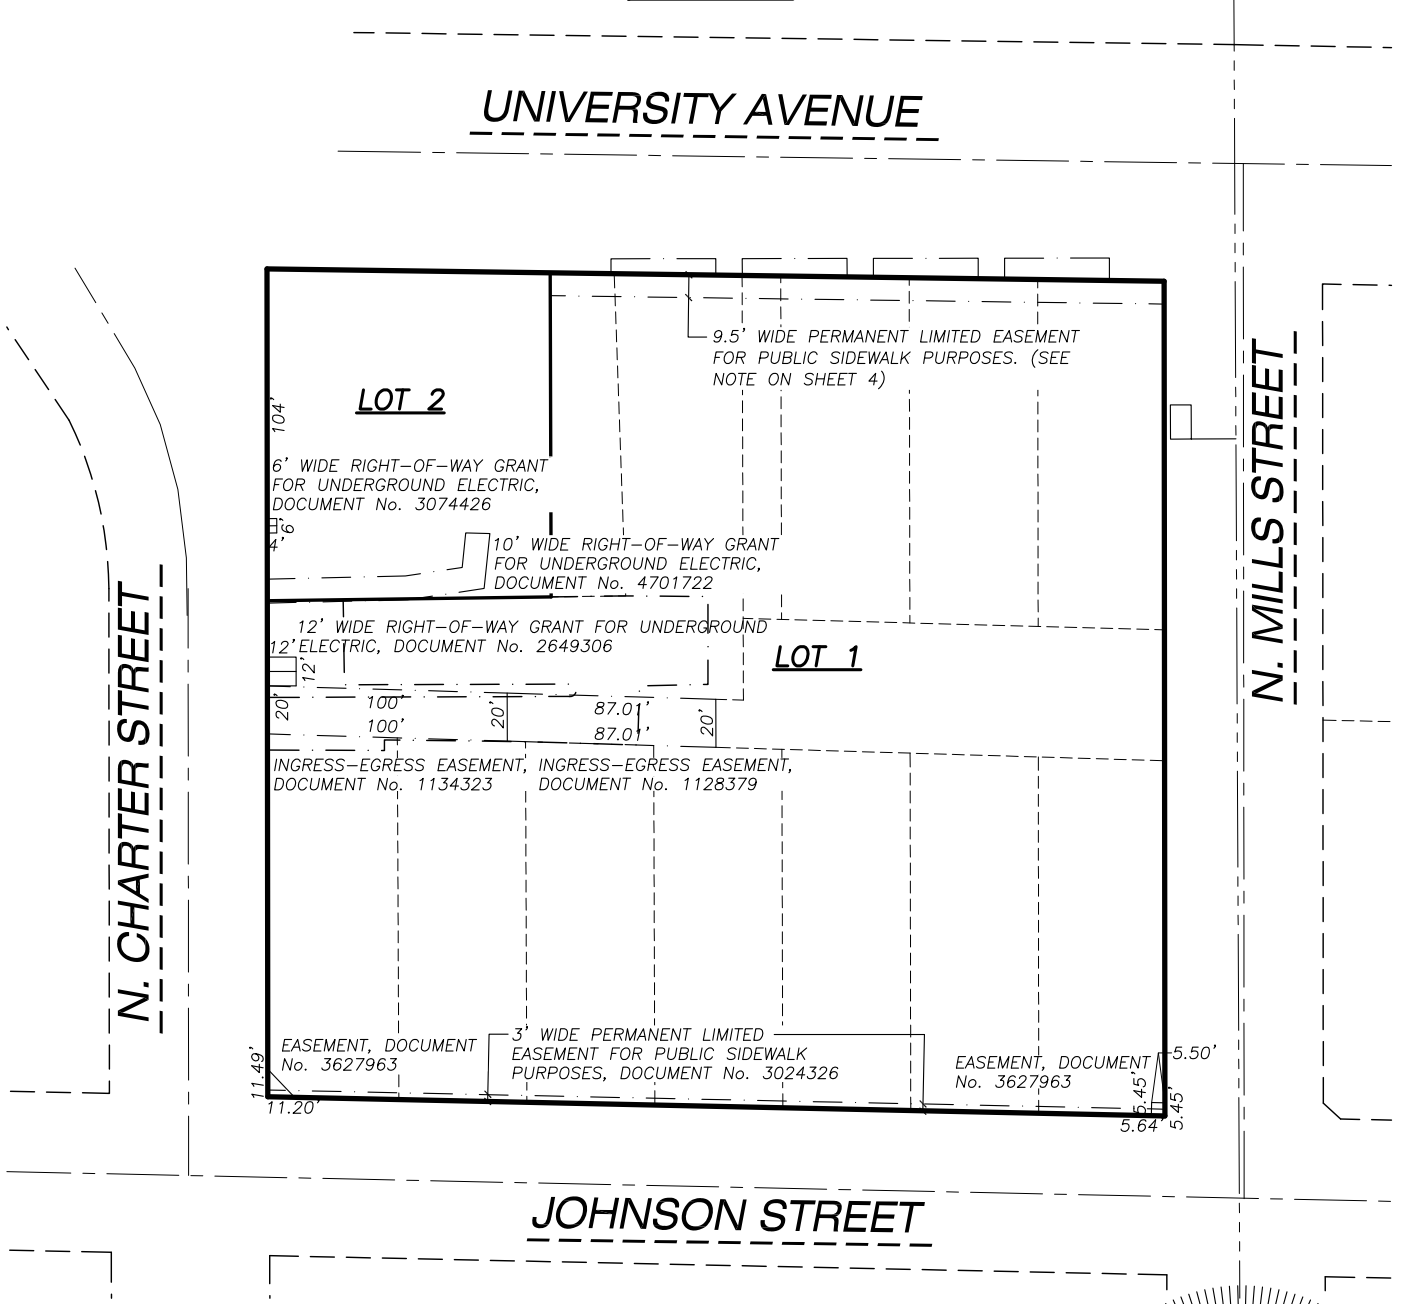 UNIVERSITY AVENUE
9.5' WIDE PERMANENT LIMITED EASEMENT
FOR PUBLIC SIDEWALK PURPOSES. (SEE
NOTE ON SHEET 4)
LOT 2
104'
6' WIDE RIGHT-OF-WAY GRANT
FOR UNDERGROUND ELECTRIC,
DOCUMENT No. 3074426
6'
4'
10' WIDE RIGHT-OF-WAY GRANT
FOR UNDERGROUND ELECTRIC,
DOCUMENT No. 4701722
12' WIDE RIGHT-OF-WAY GRANT FOR UNDERGROUND
ELECTRIC, DOCUMENT No. 2649306
12'
12'
LOT 1
20'
100'
100'
20'
87.01'
87.01'
20'
INGRESS-EGRESS EASEMENT,
DOCUMENT No. 1134323
INGRESS-EGRESS EASEMENT,
DOCUMENT No. 1128379
N. CHARTER STREET
N. MILLS STREET
EASEMENT, DOCUMENT
No. 3627963
11.49'
11.20'
3' WIDE PERMANENT LIMITED
EASEMENT FOR PUBLIC SIDEWALK
PURPOSES, DOCUMENT No. 3024326
EASEMENT, DOCUMENT
No. 3627963
5.50'
5.45'
5.45'
5.64'
JOHNSON STREET